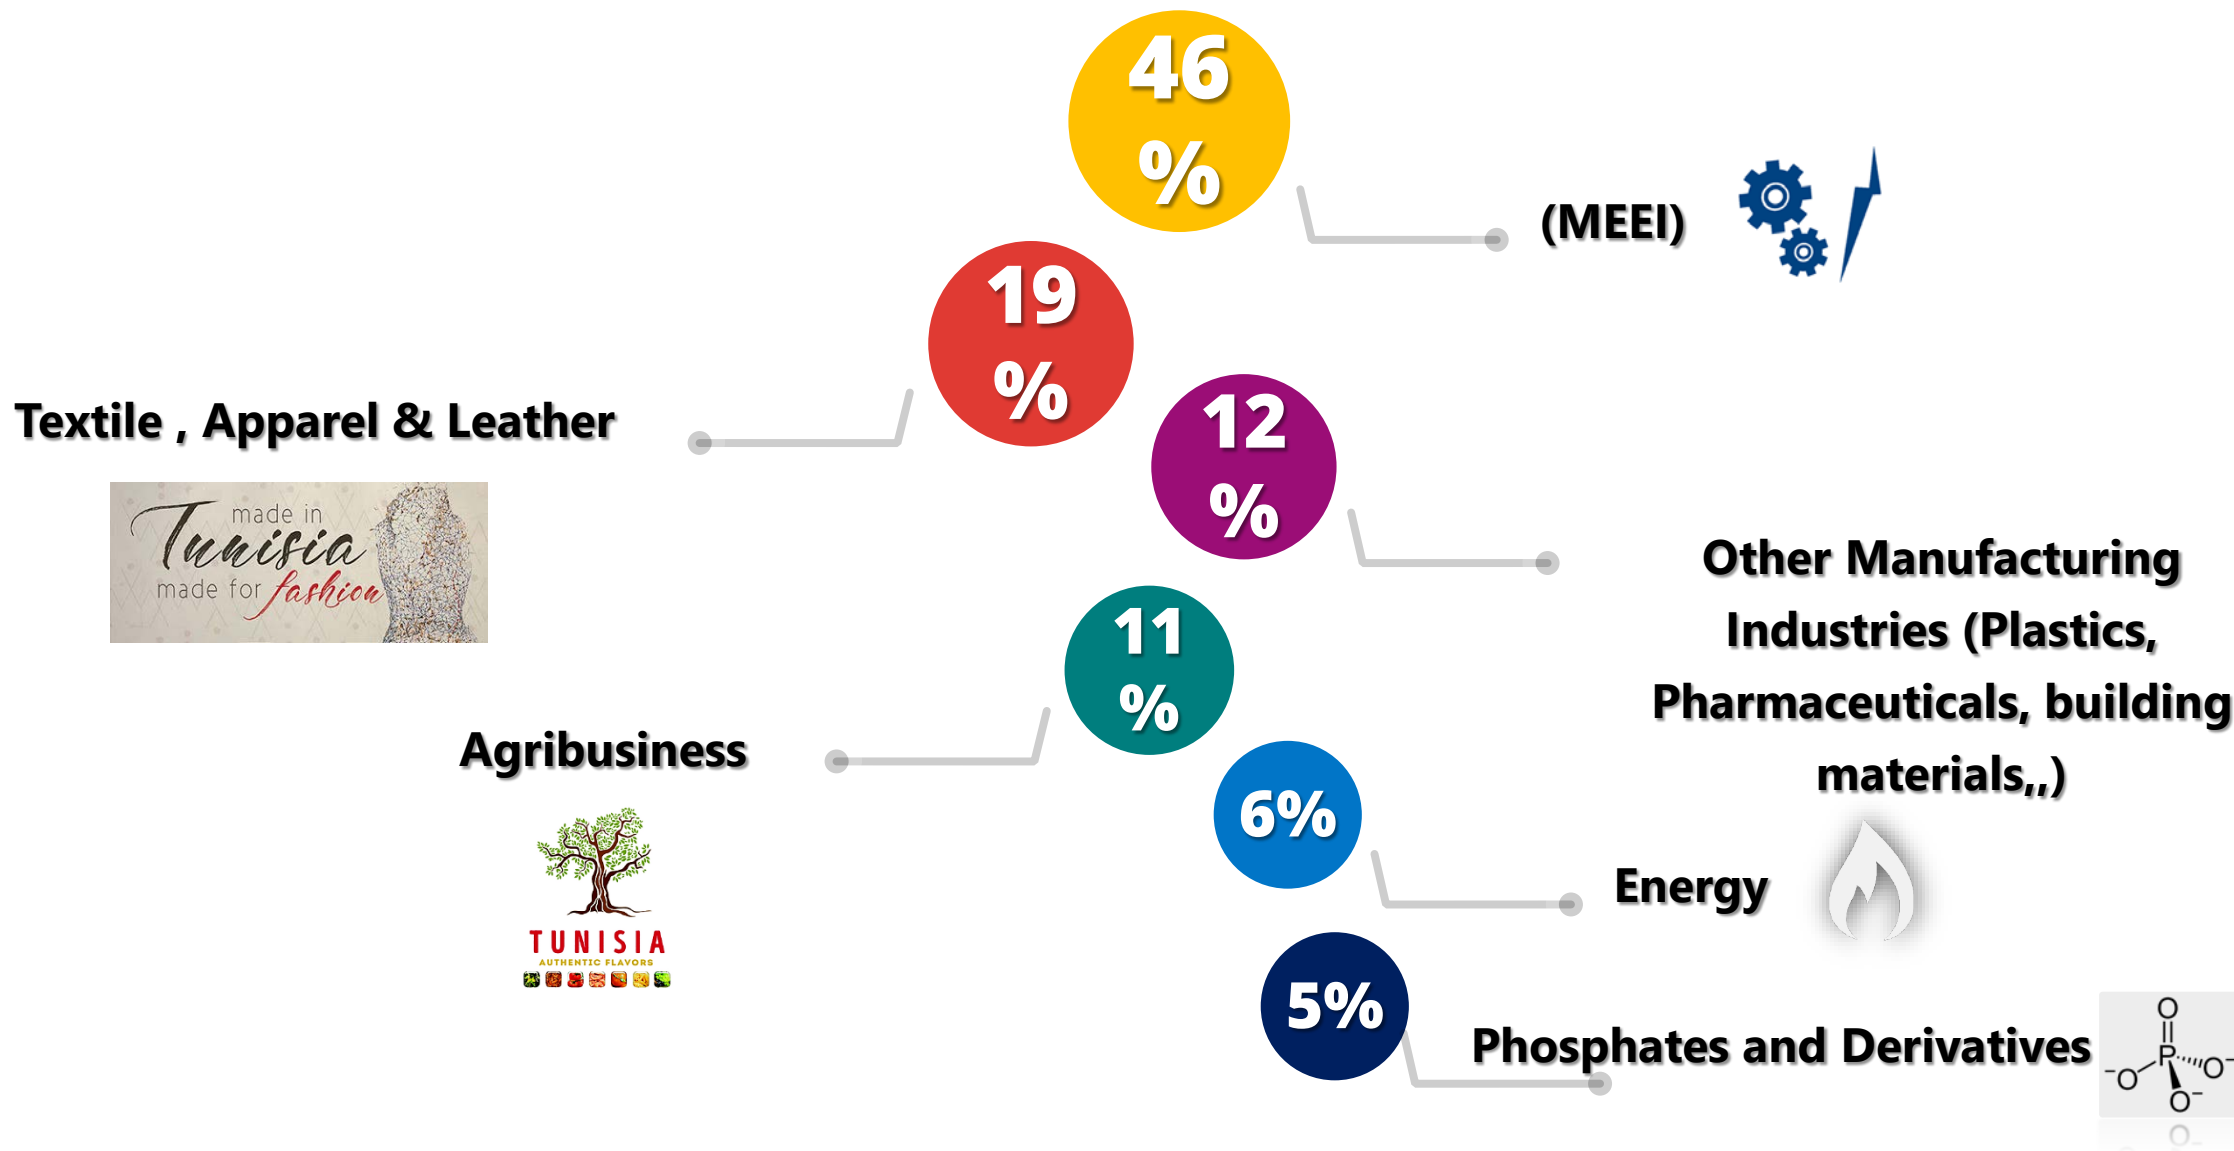 46
%
(MEEI)
19
%
Textile , Apparel & Leather
made in
Tunisia
made for fashion
12
%
Other Manufacturing
Industries (Plastics,
Pharmaceuticals, building
materials,,)
11
%
Agribusiness
TUNISIA
AUTHENTIC FLAVORS
6%
Energy
5%
Phosphates and Derivatives
O
⁻O P O⁻
O⁻